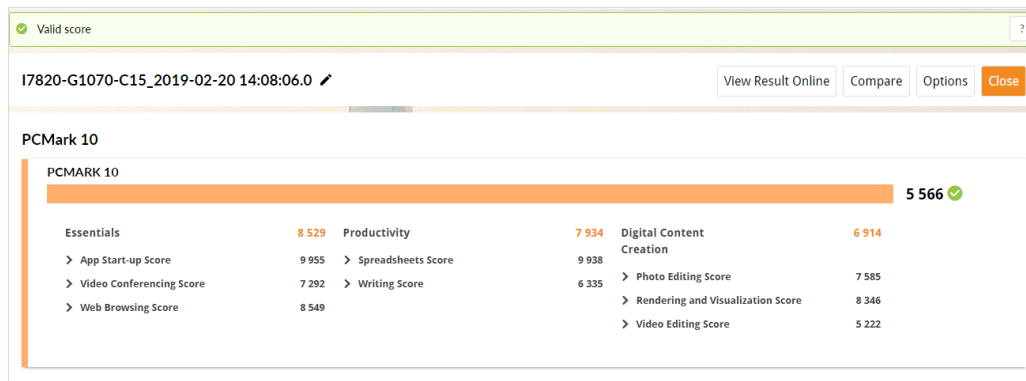 Valid score
?
I7820-G1070-C15_2019-02-20 14:08:06.0
View Result Online
Compare
Options
Close
PCMark 10
PCMARK 10
5 566
Essentials 8 529
App Start-up Score 9 955
Video Conferencing Score 7 292
Web Browsing Score 8 549
Productivity 7 934
Spreadsheets Score 9 938
Writing Score 6 335
Digital Content 6 914
Creation
Photo Editing Score 7 585
Rendering and Visualization Score 8 346
Video Editing Score 5 222